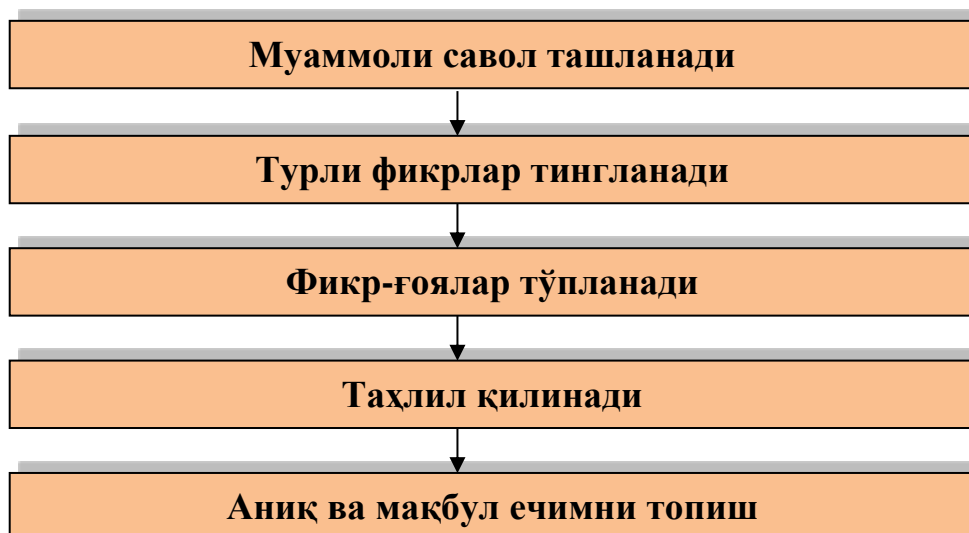 Муаммоли савол ташланади
Турли фикрлар тингланади
Фикр-ғоялар тўпланади
Таҳлил қилинади
Аниқ ва мақбул ечимни топиш